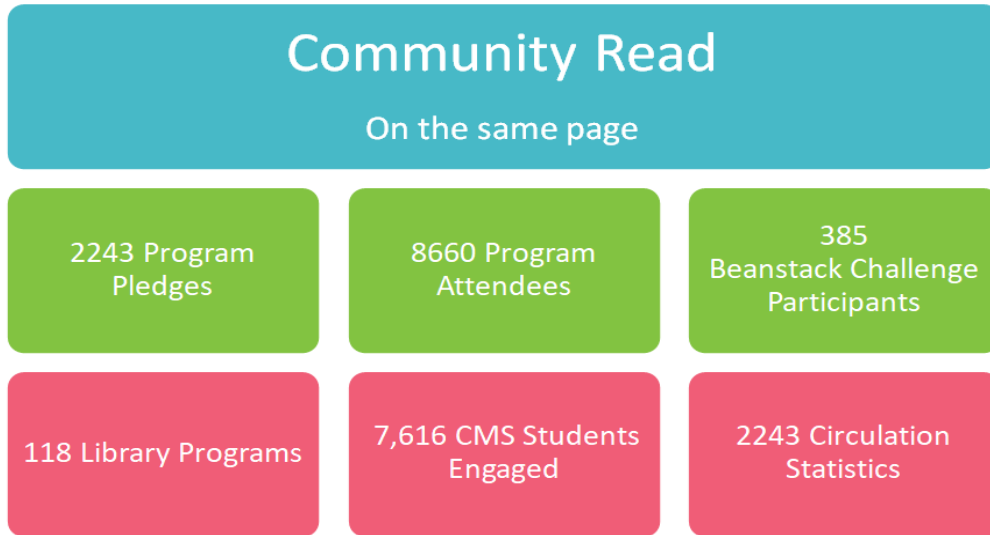 Community Read
On the same page
2243 Program
Pledges
8660 Program
Attendees
385
Beanstack Challenge
Participants
118 Library Programs
7,616 CMS Students
Engaged
2243 Circulation
Statistics